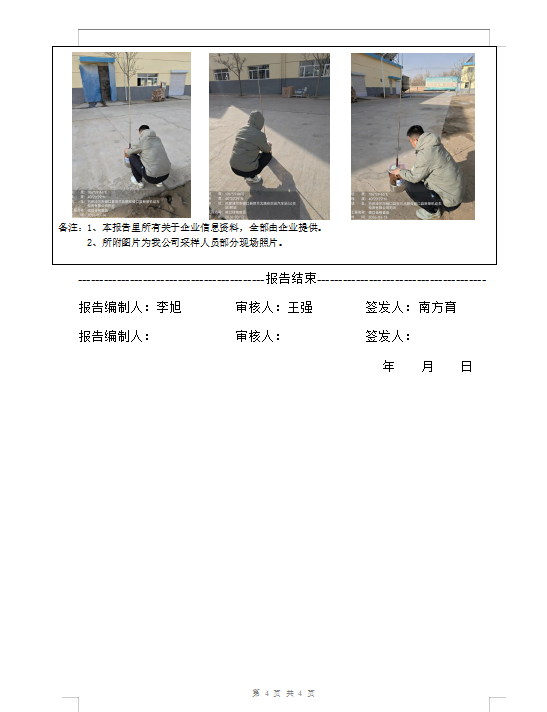 备注：1、本报告里所有关于企业信息资料，全部由企业提供。
2、所附图片为我公司采样人员部分现场照片。
--------------------------------------------报告结束----------------------------------------
报告编制人：李旭 审核人：王强 签发人：南方育
报告编制人： 审核人： 签发人：
年 月 日
第 4 页 共 4 页